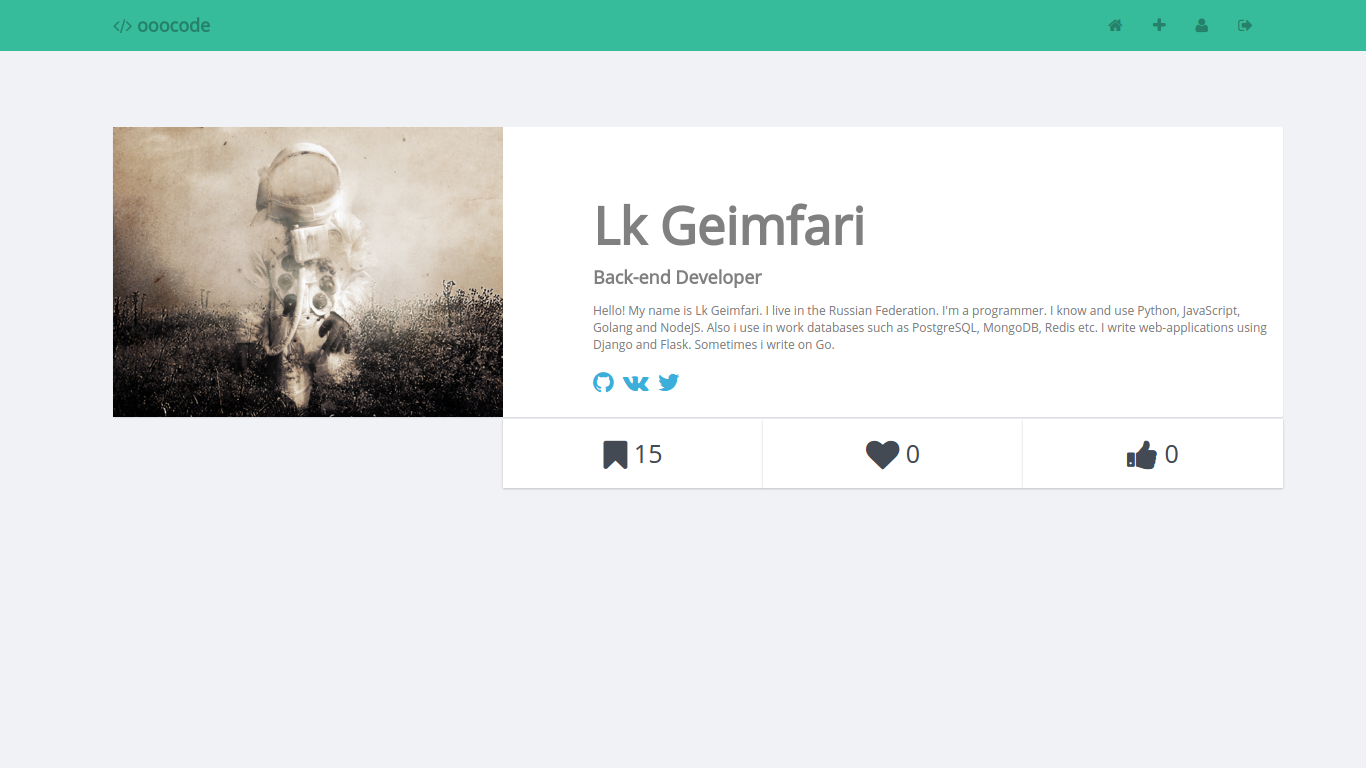 ooocode
Lk Geimfari
Back-end Developer
Hello! My name is Lk Geimfari. I live in the Russian Federation. I'm a programmer. I know and use Python, JavaScript,
Golang and NodeJS. Also i use in work databases such as PostgreSQL, MongoDB, Redis etc. I write web-applications using
Django and Flask. Sometimes i write on Go.
15
0
0